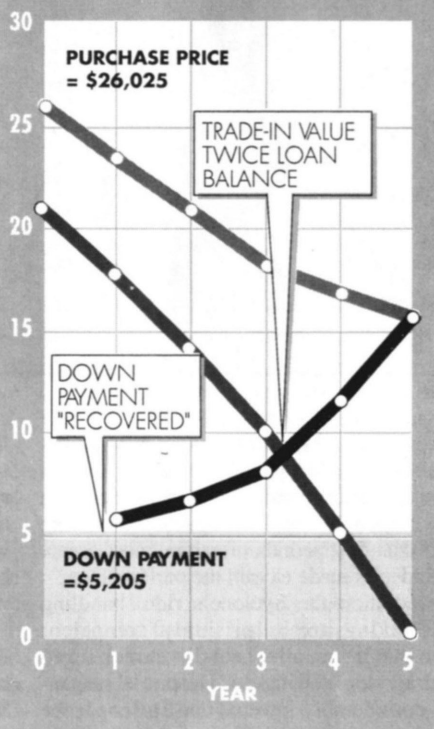 30
PURCHASE PRICE
= $26,025
25
TRADE-IN VALUE
TWICE LOAN
BALANCE
20
15
DOWN
PAYMENT
"RECOVERED"
10
5
DOWN PAYMENT
=$5,205
0
0 1 2 3 4 5
YEAR